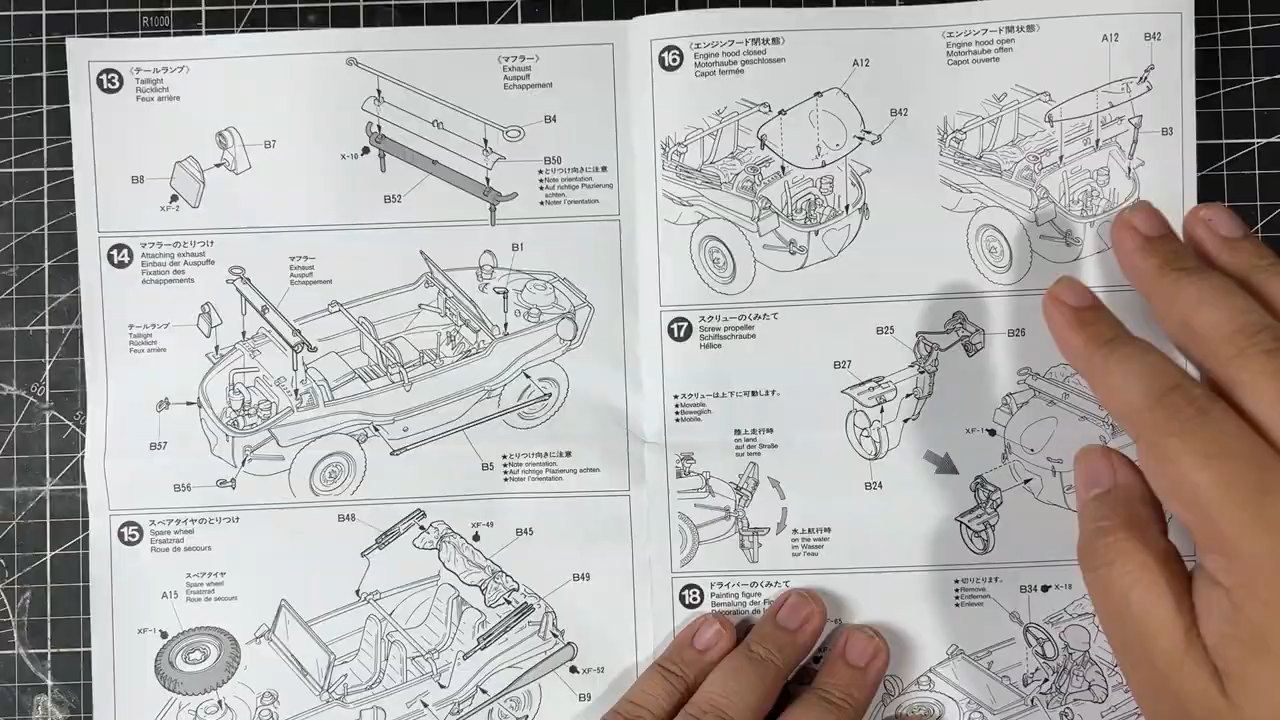 R1000
13
《テールランプ》
Taillight
Rücklicht
Feux arrière
B7
B8
XF-2
《マフラー》
Exhaust
Auspuff
Echappement
B4
X-10
B50
B52
★とりつけ向きに注意
★Note orientation.
★Auf richtige Plazierung
achten.
★Noter l'orientation.
14
マフラーのとりつけ
Attaching exhaust
Einbau der Auspuffe
Fixation des
échappements
マフラー
Exhaust
Auspuff
Échappement
B1
テールランプ
Taillight
Rücklicht
Feux arrière
B57
B56
B5
★とりつけ向きに注意
★Note orientation.
★Auf richtige Plazierung achten.
★Noter l'orientation.
15
スペアタイヤのとりつけ
Spare wheel
Ersatzrad
Roue de secours
B48
XF-49
B45
スペアタイヤ
Spare wheel
Ersatzrad
Roue de secours
A15
XF-1
B49
XF-52
B9
16
《エンジンフード閉状態》
Engine hood closed
Motorhaube geschlossen
Capot fermée
A12
B42
《エンジンフード開状態》
Engine hood open
Motorhaube offen
Capot ouverte
A12
B42
B3
17
スクリューのくみたて
Screw propeller
Schiffsschraube
Hélice
B25
B26
B27
B24
★スクリューは上下に可動します。
★Movable.
★Beweglich.
★Mobile.
陸上走行時
on land
auf der Straße
sur terre
XF-1
水上航行時
on the water
im Wasser
sur l'eau
18
ドライバーのくみたて
Painting figure
Bemalung der
Décoration de
★切りとります。
★Remove.
★Entfernen.
★Enlever
B34
X-18
60
50